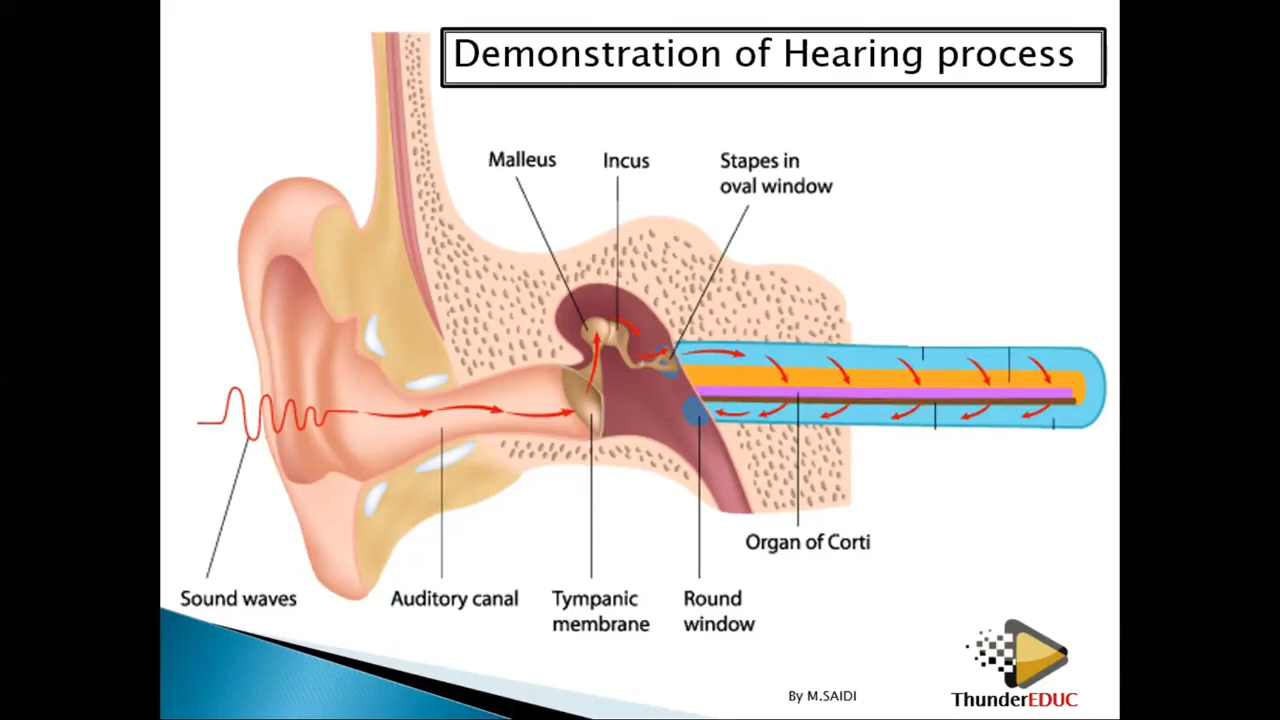 Demonstration of Hearing process
Malleus
Incus
Stapes in
oval window
Organ of Corti
Sound waves
Auditory canal
Tympanic
membrane
Round
window
By M.SAIDI
ThunderEDUC